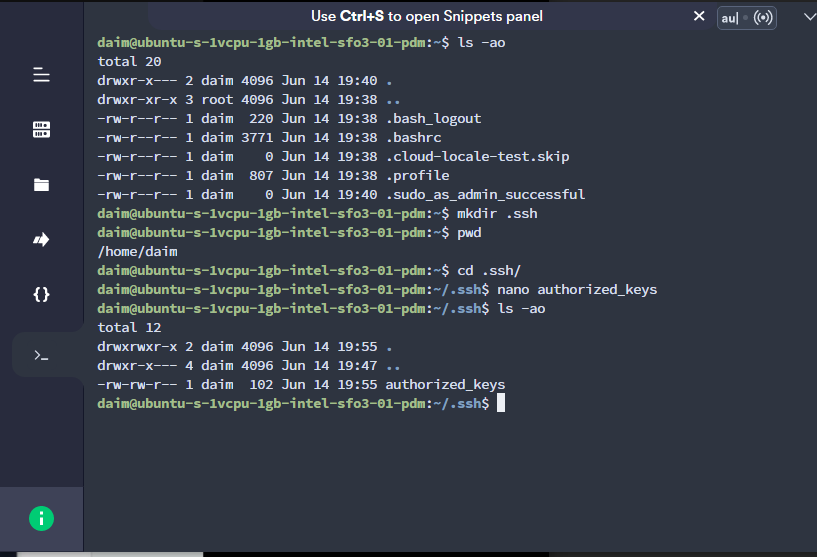 Use Ctrl+S to open Snippets panel
au|
daim@ubuntu-s-1vcpu-1gb-intel-sfo3-01-pdm:~$ ls -ao
total 20
drwxr-x--- 2 daim 4096 Jun 14 19:40 .
drwxr-xr-x 3 root 4096 Jun 14 19:38 ..
-rw-r--r-- 1 daim  220 Jun 14 19:38 .bash_logout
-rw-r--r-- 1 daim 3771 Jun 14 19:38 .bashrc
-rw-r--r-- 1 daim    0 Jun 14 19:38 .cloud-locale-test.skip
-rw-r--r-- 1 daim  807 Jun 14 19:38 .profile
-rw-r--r-- 1 daim    0 Jun 14 19:40 .sudo_as_admin_successful
daim@ubuntu-s-1vcpu-1gb-intel-sfo3-01-pdm:~$ mkdir .ssh
daim@ubuntu-s-1vcpu-1gb-intel-sfo3-01-pdm:~$ pwd
/home/daim
daim@ubuntu-s-1vcpu-1gb-intel-sfo3-01-pdm:~$ cd .ssh/
daim@ubuntu-s-1vcpu-1gb-intel-sfo3-01-pdm:~/.ssh$ nano authorized_keys
daim@ubuntu-s-1vcpu-1gb-intel-sfo3-01-pdm:~/.ssh$ ls -ao
total 12
drwxrwxr-x 2 daim 4096 Jun 14 19:55 .
drwxr-x--- 4 daim 4096 Jun 14 19:47 ..
-rw-rw-r-- 1 daim  102 Jun 14 19:55 authorized_keys
daim@ubuntu-s-1vcpu-1gb-intel-sfo3-01-pdm:~/.ssh$